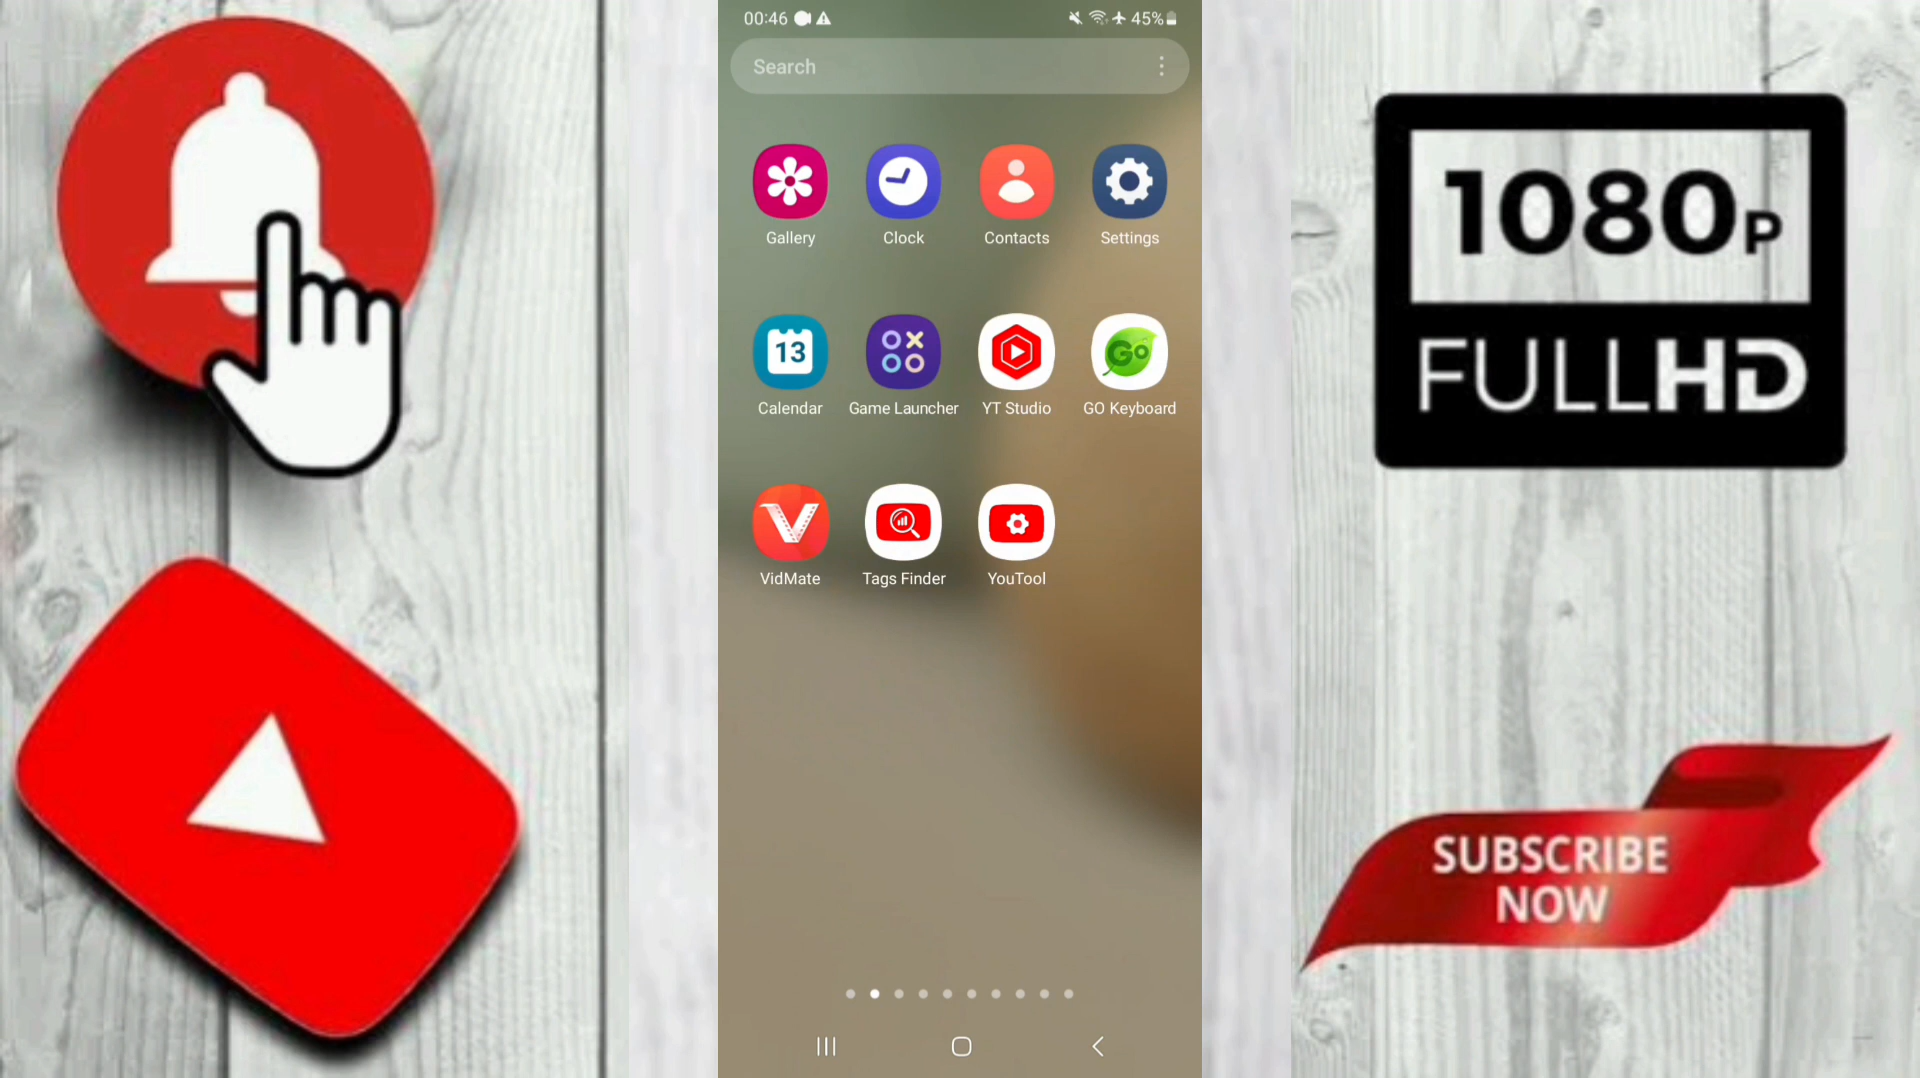 00:46 45%
Search
Gallery Clock Contacts Settings
13
GO
Calendar Game Launcher YT Studio GO Keyboard
VidMate Tags Finder YouTool
1080P
FULLHD
SUBSCRIBE
NOW